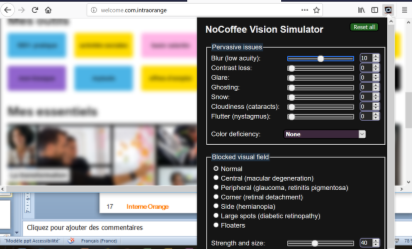 welcome.com.intraorange
NoCoffee Vision Simulator
Reset all
Mes outils
Pervasive issues
Blur (low acuity):
10
Contrast loss:
0
Glare:
0
Ghosting:
0
Snow:
0
Cloudiness (cataracts):
0
Flutter (nystagmus):
0
Color deficiency:
None
Mes essentiels
Blocked visual field
Normal
Central (macular degeneration)
Peripheral (glaucoma, retinitis pigmentosa)
Corner (retinal detachment)
Side (hemianopia)
Large spots (diabetic retinopathy)
Floaters
Strength and size:
40
17
Interne Orange
Cliquez pour ajouter des commentaires
"Modèle ppt Accessibilité"
Français (France)